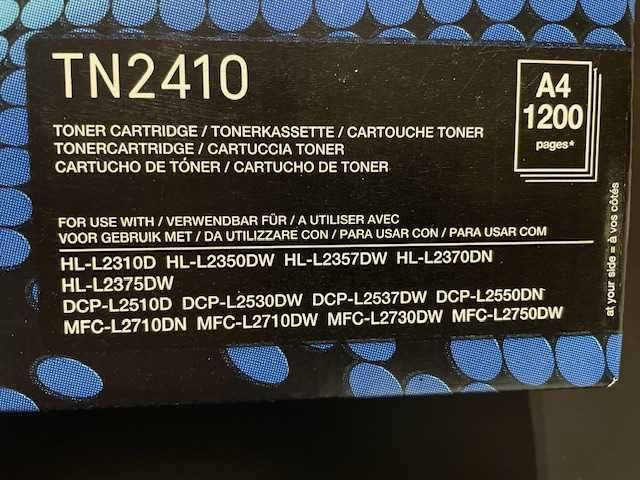 TN2410
A4
1200
pages*
TONER CARTRIDGE / TONERKASSETTE / CARTOUCHE TONER
TONERCARTRIDGE / CARTUCCIA TONER
CARTUCHO DE TÓNER / CARTUCHO DE TONER
FOR USE WITH / VERWENDBAR FÜR / A UTILISER AVEC
VOOR GEBRUIK MET / DA UTILIZZARE CON / PARA USAR CON / PARA USAR COM
HL-L2310D HL-L2350DW HL-L2357DW HL-L2370DN
HL-L2375DW
DCP-L2510D DCP-L2530DW DCP-L2537DW DCP-L2550DN
MFC-L2710DN MFC-L2710DW MFC-L2730DW MFC-L2750DW
at your side = à vos côtés